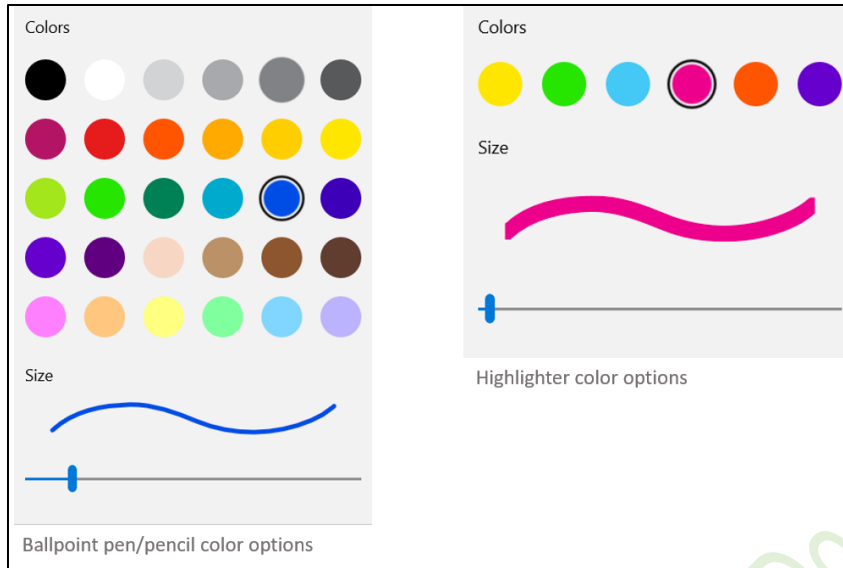 Colors
Size
Ballpoint pen/pencil color options
Colors
Size
Highlighter color options